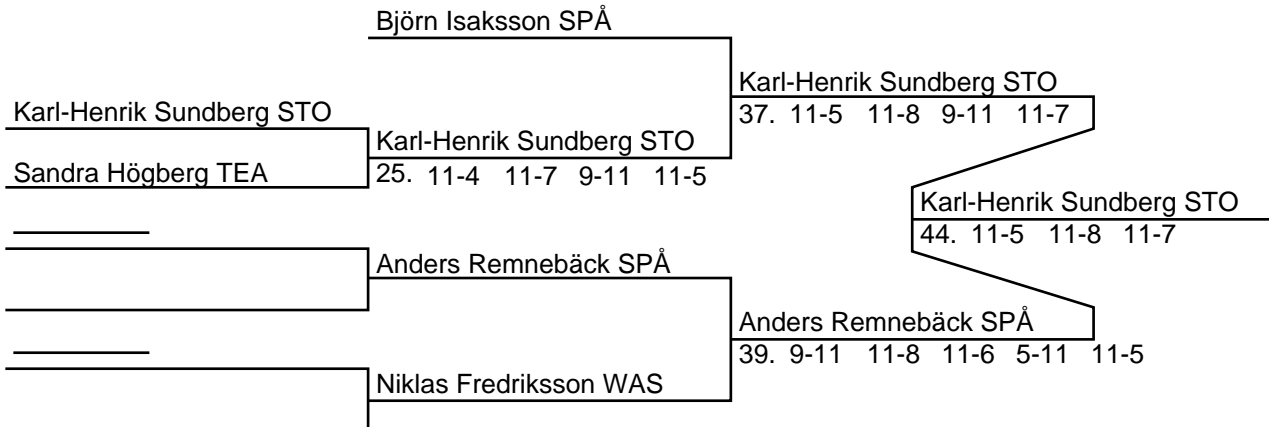 Björn Isaksson SPÅ
Karl-Henrik Sundberg STO
37. 11-5 11-8 9-11 11-7
Karl-Henrik Sundberg STO
Karl-Henrik Sundberg STO
25. 11-4 11-7 9-11 11-5
Sandra Högberg TEA
Karl-Henrik Sundberg STO
44. 11-5 11-8 11-7
Anders Remnebäck SPÅ
Anders Remnebäck SPÅ
39. 9-11 11-8 11-6 5-11 11-5
Niklas Fredriksson WAS